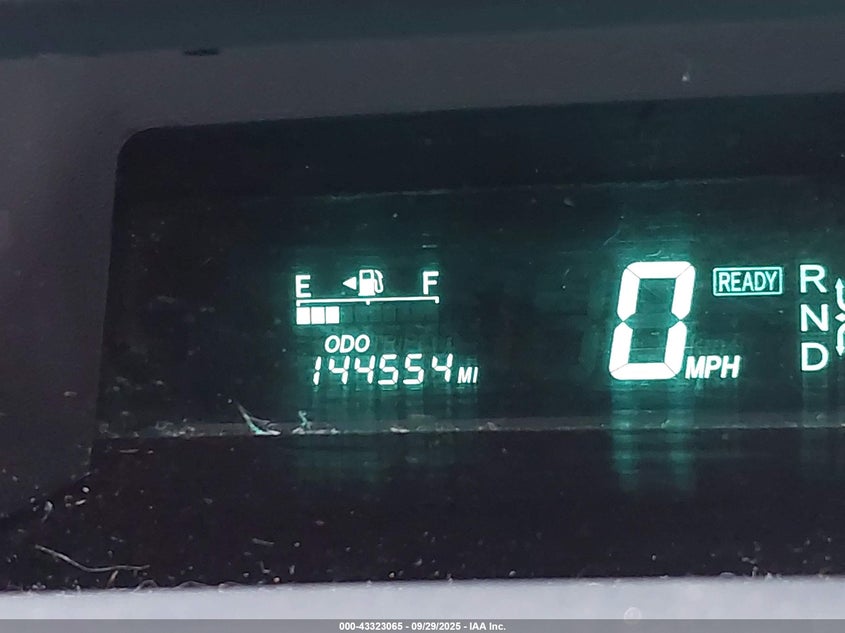 E F
ODO
144554 MI
0 MPH
READY
R
N
D
000-43323065 - 09/29/2025 - IAA Inc.